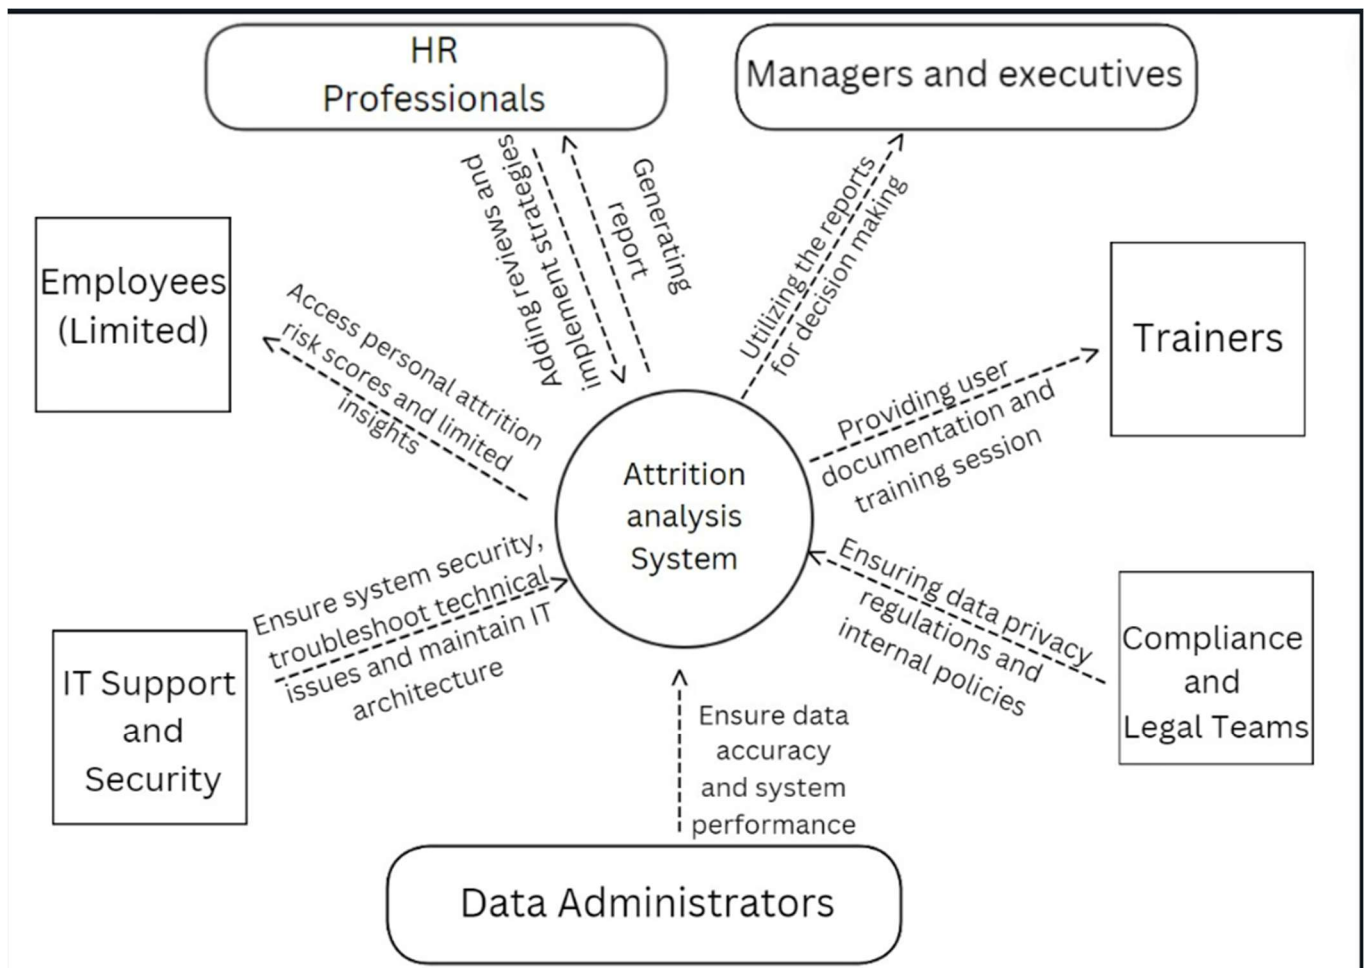 HR
Professionals
Managers and executives
Adding reviews and
implement strategies
Generating
report
Utilizing the reports
for decision making
Employees
(Limited)
Access personal attrition
risk scores and limited
insights
Trainers
Providing user
documentation and
training session
Attrition
analysis
System
Ensure system security,
troubleshoot technical
issues and maintain IT
architecture
IT Support
and
Security
Ensuring data privacy
regulations and
internal policies
Compliance
and
Legal Teams
Ensure data
accuracy
and system
performance
Data Administrators